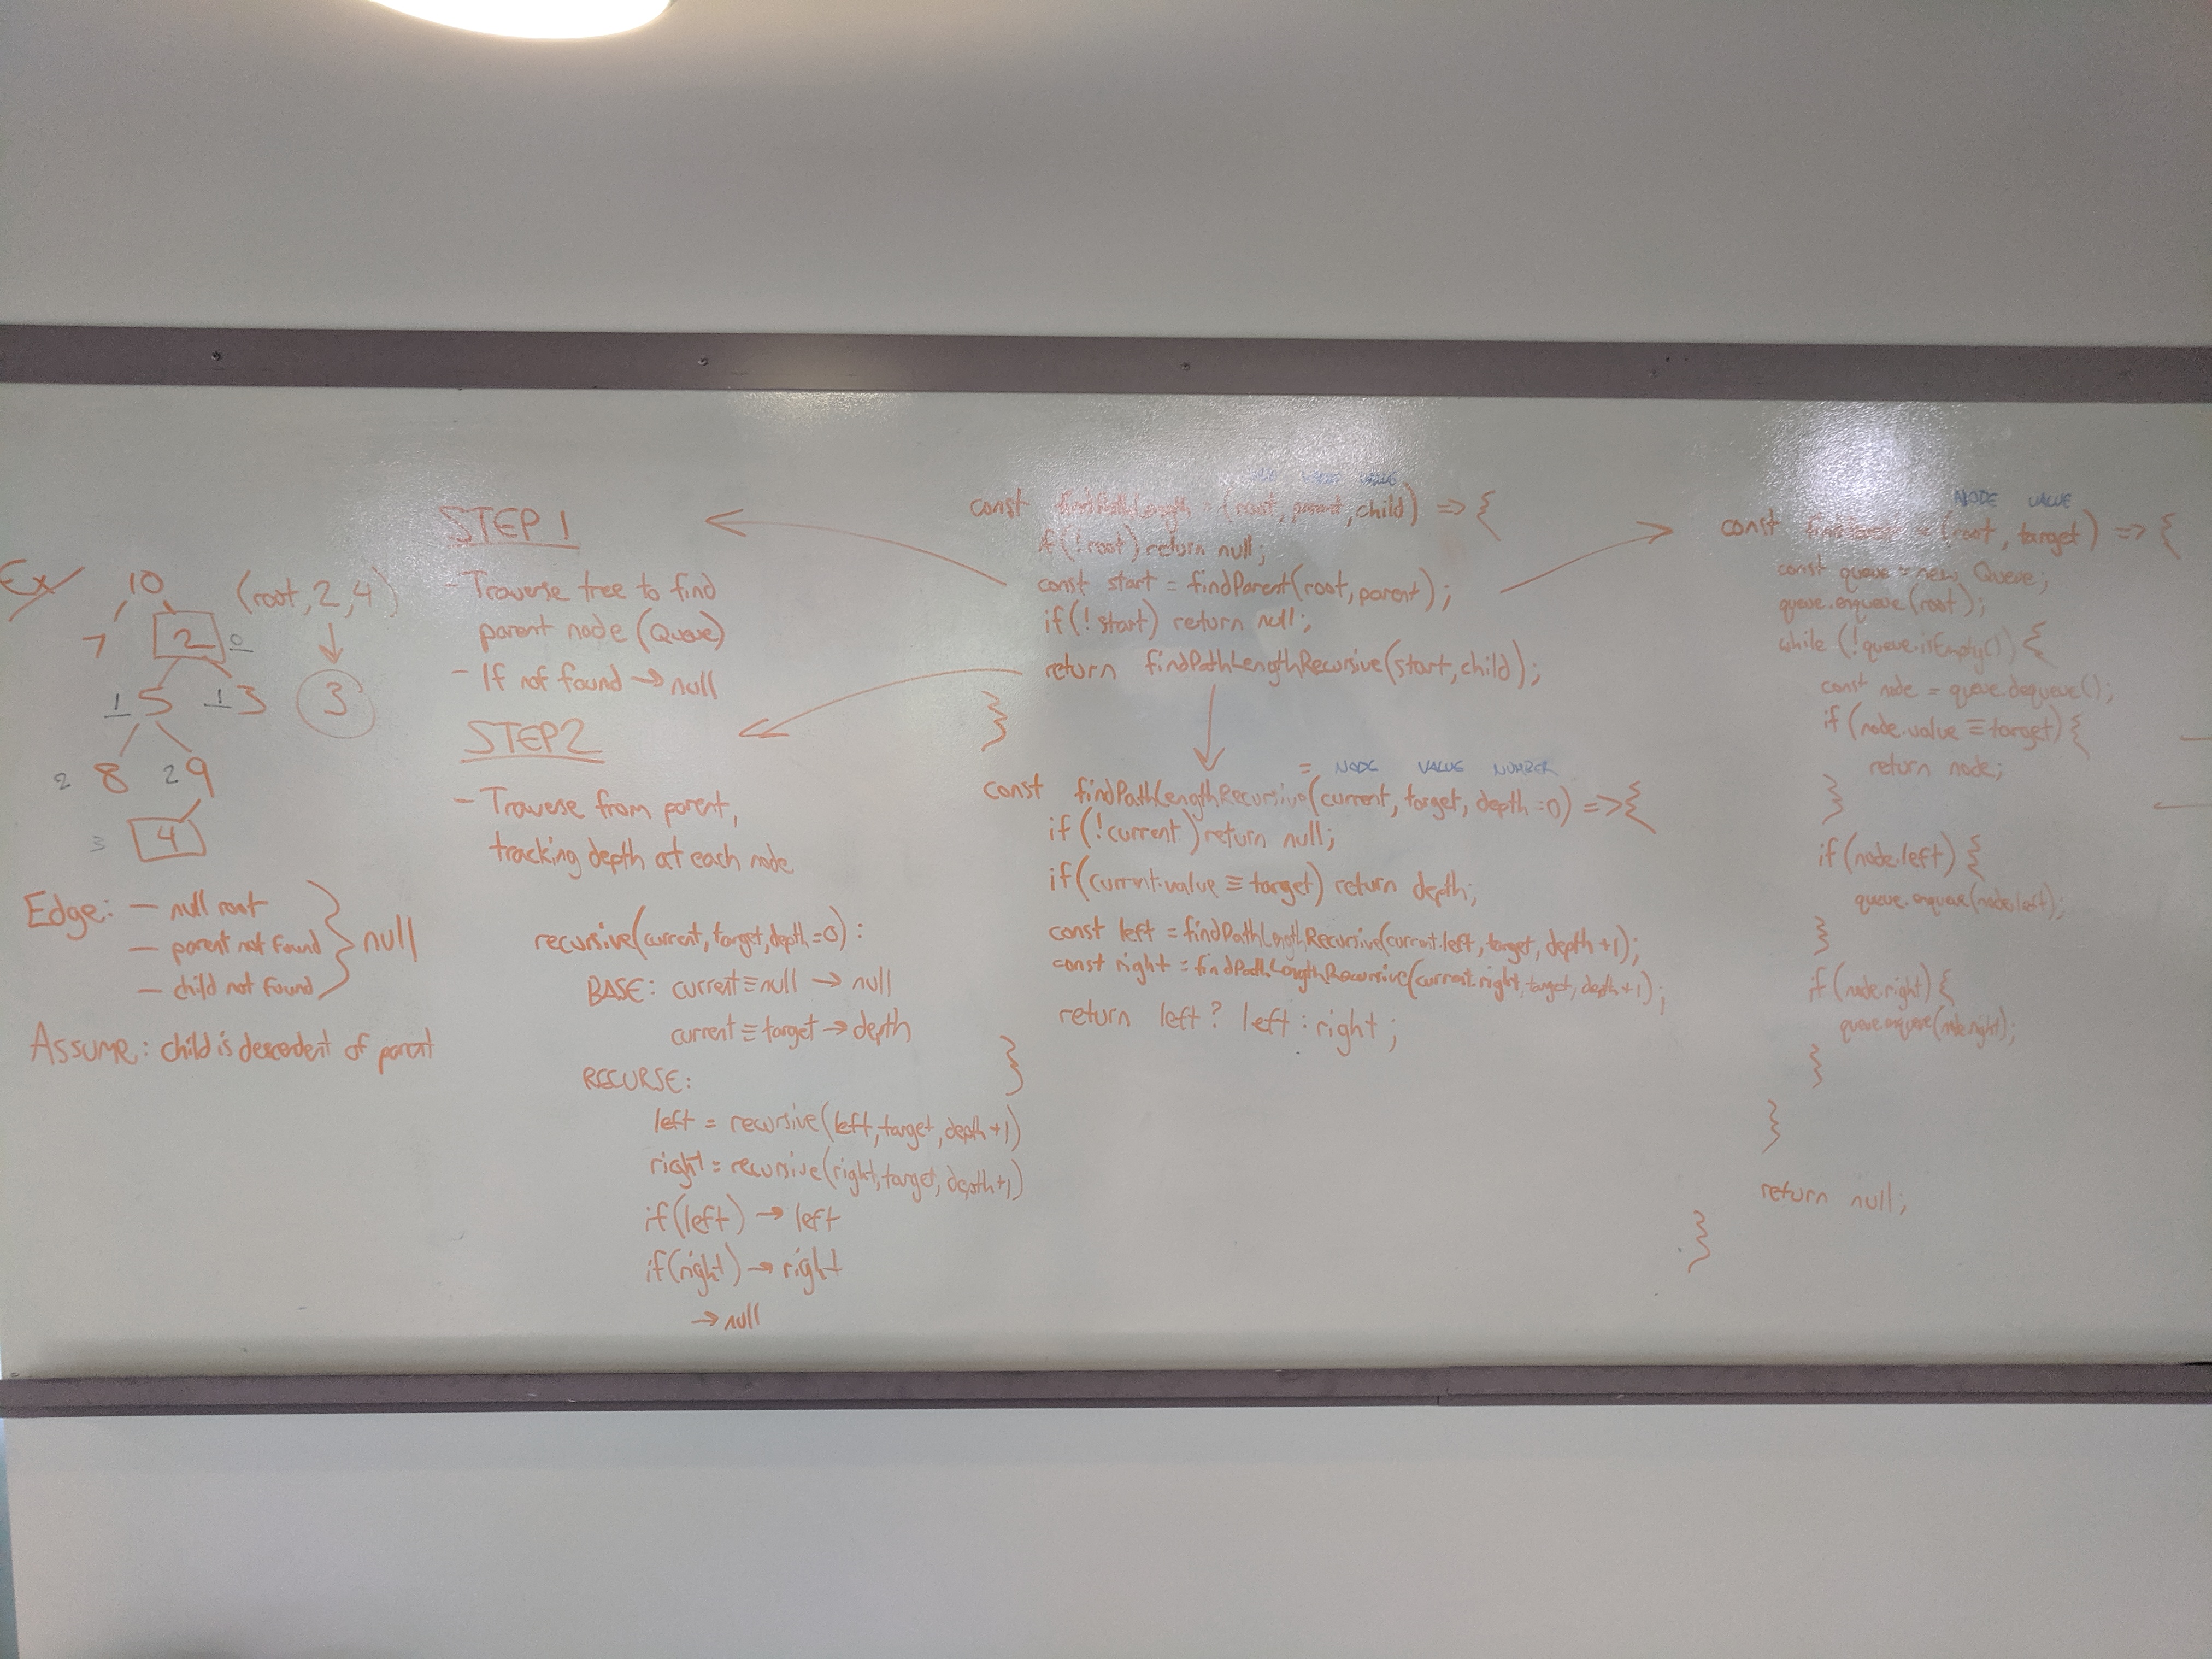 Ex
10
(root, 2, 4)
7 2 0
1 5 1 3
3
2 8 2 9
3 4
Edge: – null root
– parent not found
– child not found
null
Assume: child is descedent of parent
STEP 1
- Traverse tree to find
parent node (Queue)
- If not found → null
STEP 2
- Traverse from parent,
tracking depth at each node
recursive(current, target, depth=0):
BASE: current≡null → null
current≡target → depth
RECURSE:
left = recursive(left, target, depth+1)
right = recursive(right, target, depth+1)
if(left) → left
if(right) → right
→ null
VALUE
const findPathLength = (root, parent, child) => {
if(!root) return null;
const start = findParent(root, parent);
if(!start) return null;
return findPathLengthRecursive(start, child);
}
= NODE VALUE NUMBER
const findPathLengthRecursive(current, target, depth=0) => {
if(!current) return null;
if(current.value ≡ target) return depth;
const left = findPathLngthRecursive(current.left, target, depth+1);
const right = findPathLengthRecursive(current.right, target, depth+1);
return left? left : right;
}
NODE VALUE
const = (root, target) => {
const queue = new Queue;
queue.enqueue(root);
while (!queue.isEmpty()) {
const node = queue.dequeue();
if(node.value ≡ target) {
return node;
}
if(node.left) {
queue.enqueue(node.left);
}
if(node.right) {
queue.enqueue(node.right);
}
}
return null;
}